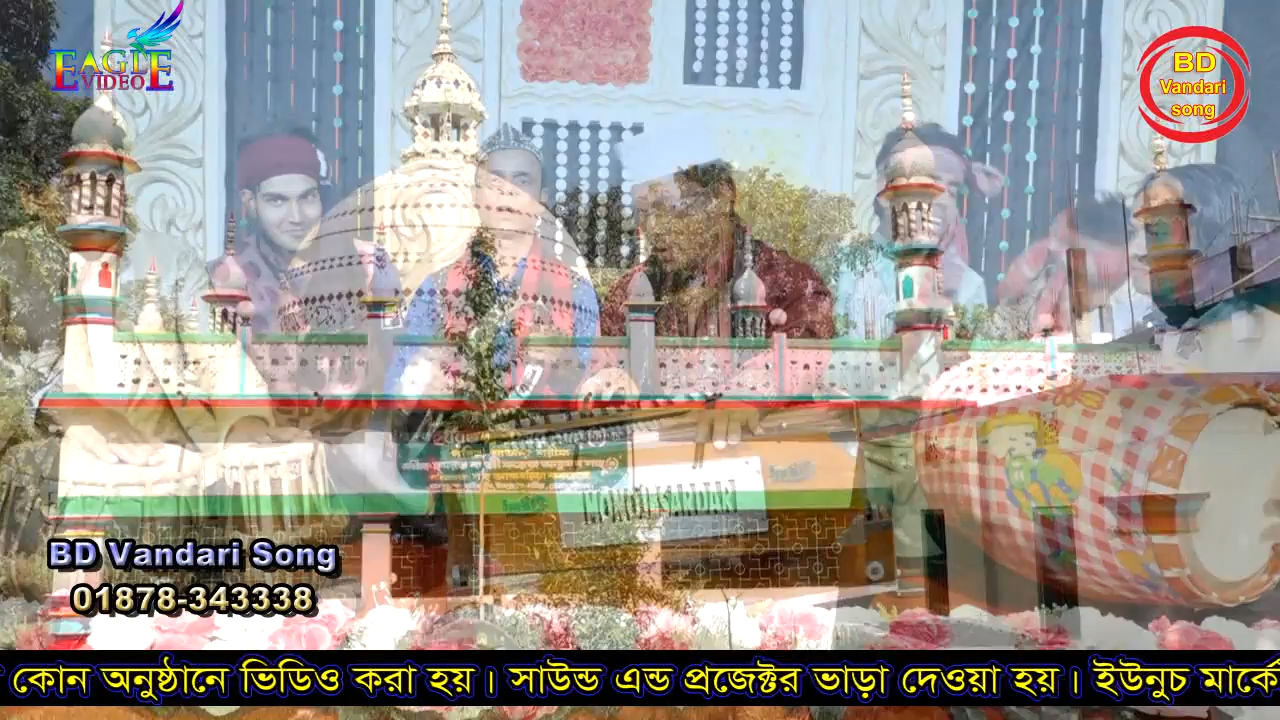 EAGLE
VIDEO
BD
Vandari
song
BD Vandari Song
01878-343338
কোন অনুষ্ঠানে ভিডিও করা হয়। সাউন্ড এন্ড প্রজেক্টর ভাড়া দেওয়া হয়। ইউনুচ মার্কে